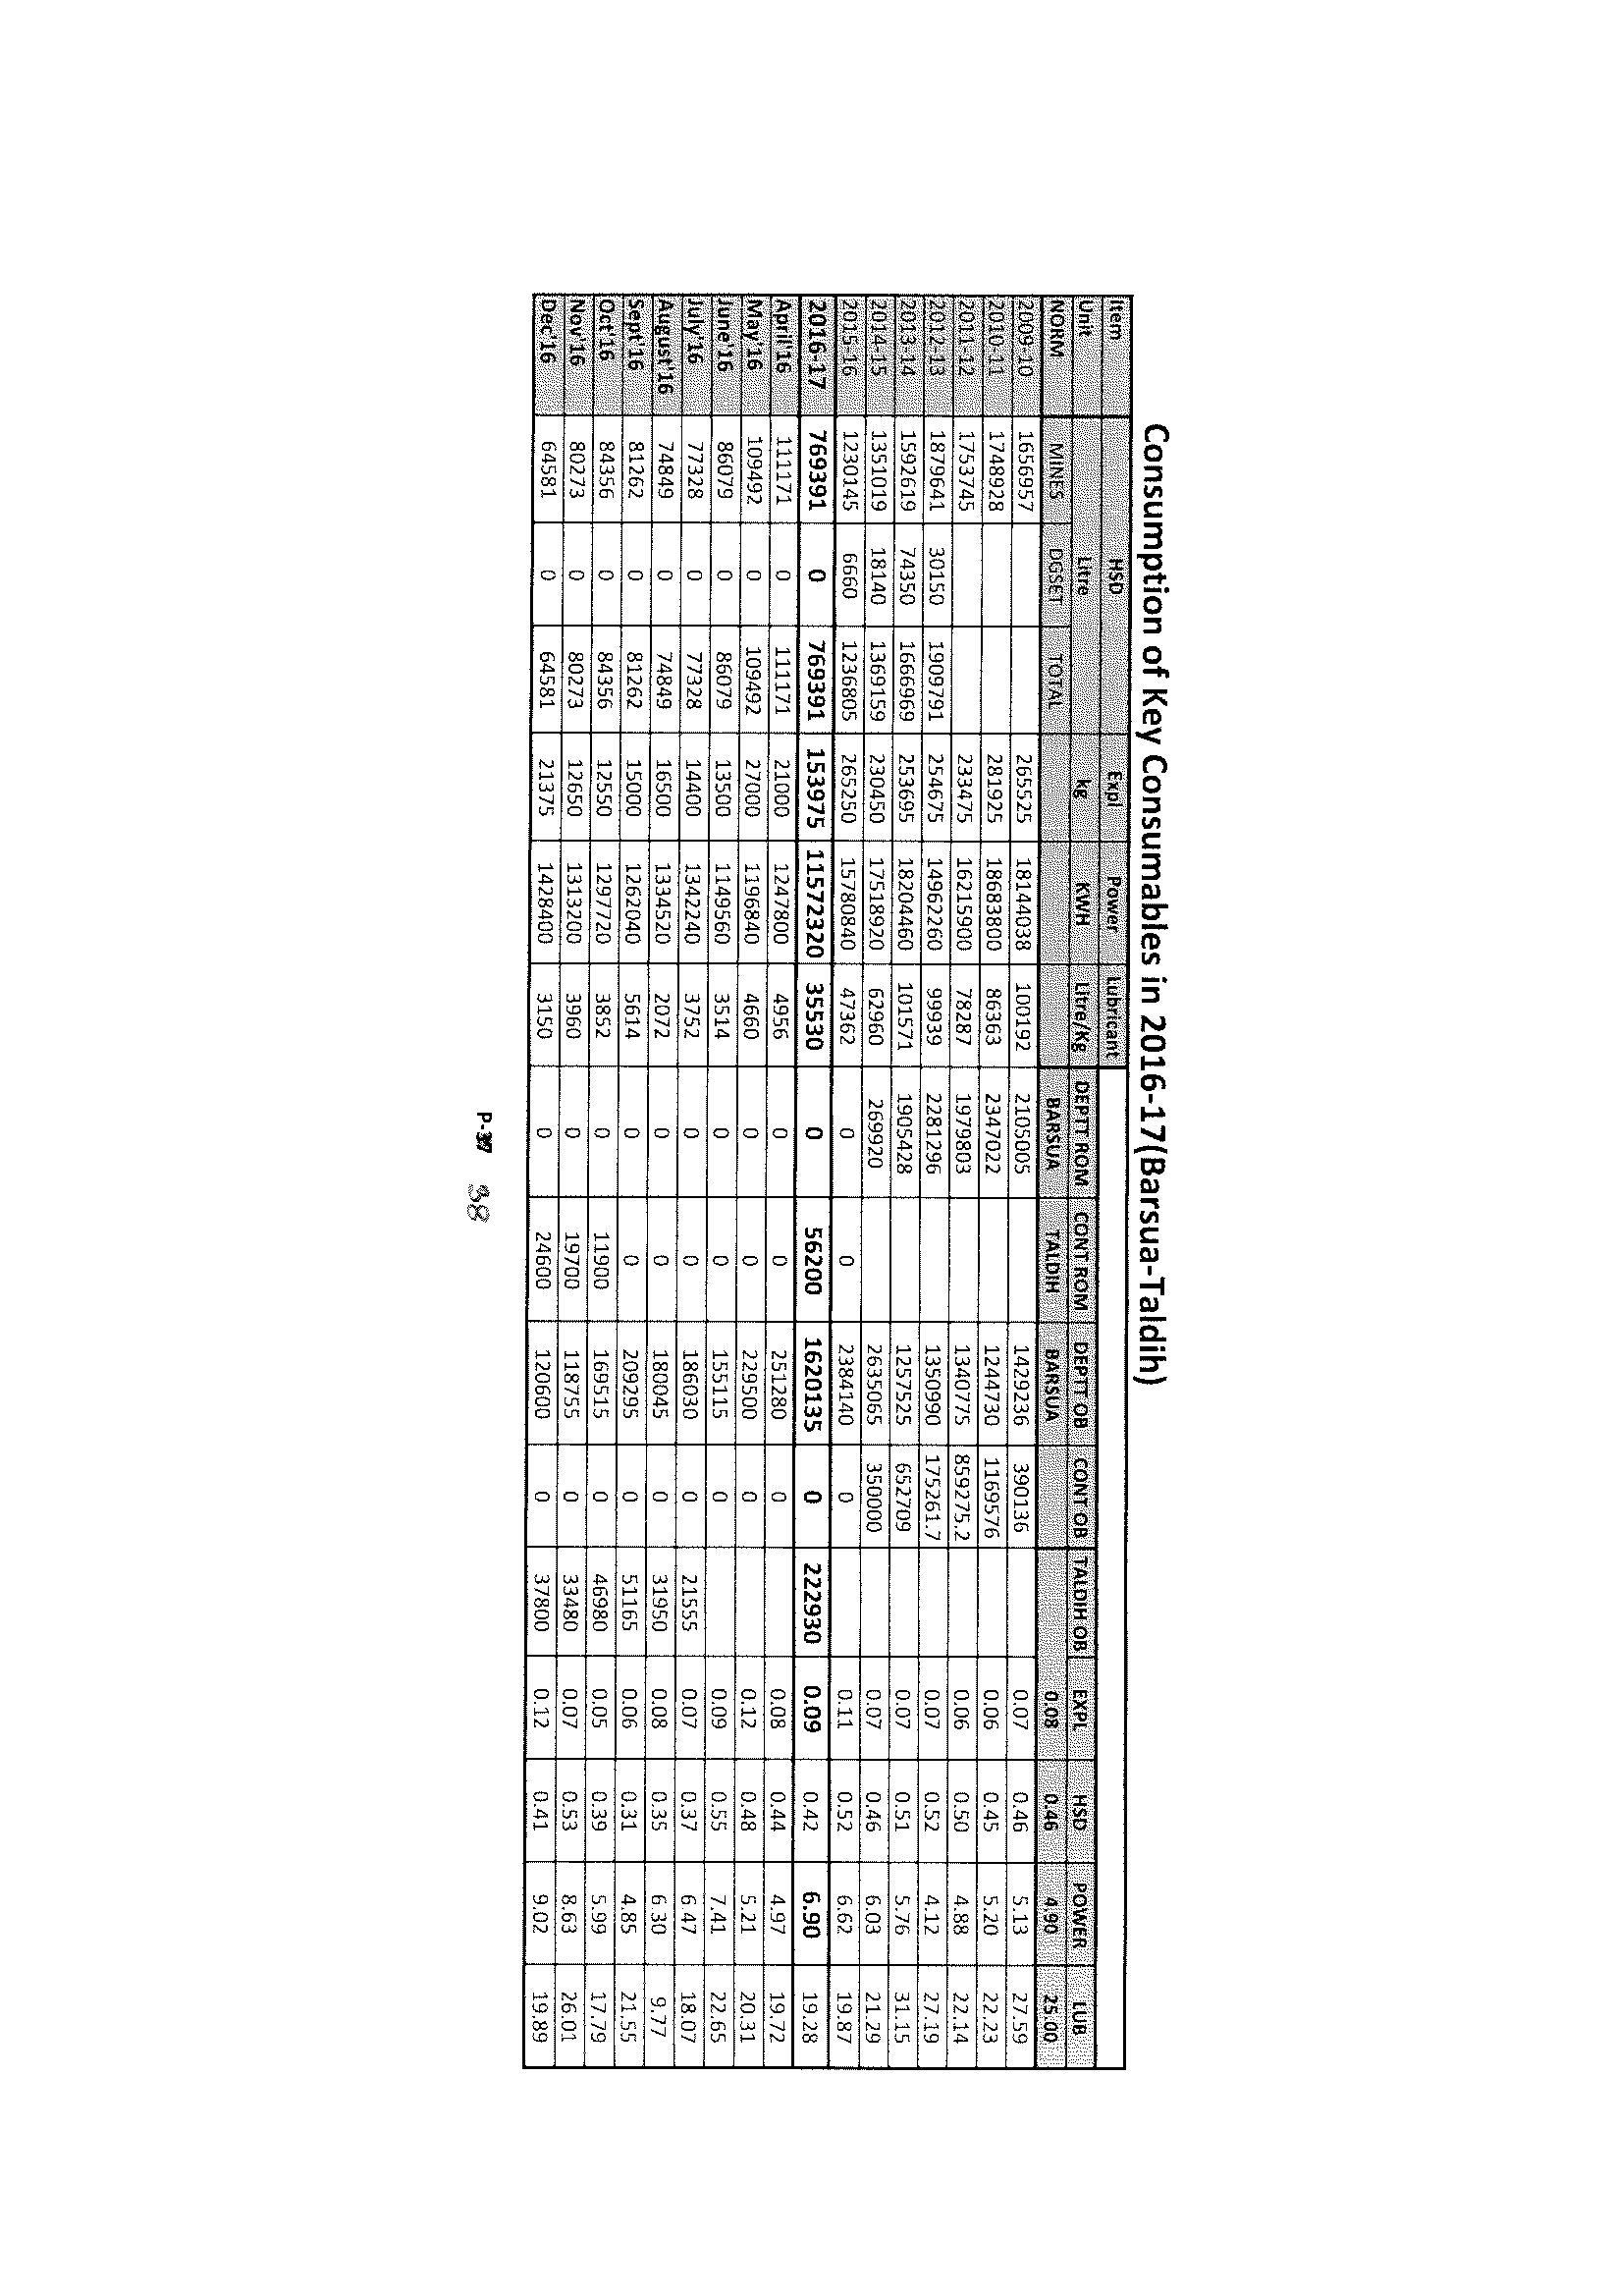 Consumption of Key Consumables in 2016-17(Barsua-Taldih)
Item HSD Expl Power Lubricant
Unit Litre kg KWH Litre/Kg DEPTT ROM CONT ROM DEPTT OB CONT OB TALDIH OB EXPL HSD POWER LUB
NORM MINES DGSET TOTAL BARSUA TALDIH BARSUA 0.08 0.46 4.90 25.00
2009-10 1656957 265525 18144038 100192 2105005 1429236 390136 0.07 0.46 5.13 27.59
2010-11 1748928 281925 18683800 86363 2347022 1244730 1169576 0.06 0.45 5.20 22.23
2011-12 1753745 233475 16215900 78287 1979803 1340775 859275.2 0.06 0.50 4.88 22.14
2012-13 1879641 30150 1909791 254675 14962260 99939 2281296 1350990 175261.7 0.07 0.52 4.12 27.19
2013-14 1592619 74350 1666969 253695 18204460 101571 1905428 1257525 652709 0.07 0.51 5.76 31.15
2014-15 1351019 18140 1369159 230450 17518920 62960 269920 2635065 350000 0.07 0.46 6.03 21.29
2015-16 1230145 6660 1236805 265250 15780840 47362 0 0 2384140 0 0.11 0.52 6.62 19.87
2016-17 769391 0 769391 153975 11572320 35530 0 56200 1620135 0 222930 0.09 0.42 6.90 19.28
April'16 111171 0 111171 21000 1247800 4956 0 0 251280 0 0.08 0.44 4.97 19.72
May'16 109492 0 109492 27000 1196840 4660 0 0 229500 0 0.12 0.48 5.21 20.31
June'16 86079 0 86079 13500 1149560 3514 0 0 155115 0 0.09 0.55 7.41 22.65
July'16 77328 0 77328 14400 1342240 3752 0 0 186030 0 21555 0.07 0.37 6.47 18.07
August'16 74849 0 74849 16500 1334520 2072 0 0 180045 0 31950 0.08 0.35 6.30 9.77
Sept'16 81262 0 81262 15000 1262040 5614 0 0 209295 0 51165 0.06 0.31 4.85 21.55
Oct'16 84356 0 84356 12550 1297720 3852 0 11900 169515 0 46980 0.05 0.39 5.99 17.79
Nov'16 80273 0 80273 12650 1313200 3960 0 19700 118755 0 33480 0.07 0.53 8.63 26.01
Dec'16 64581 0 64581 21375 1428400 3150 0 24600 120600 0 37800 0.12 0.41 9.02 19.89
P-37 38